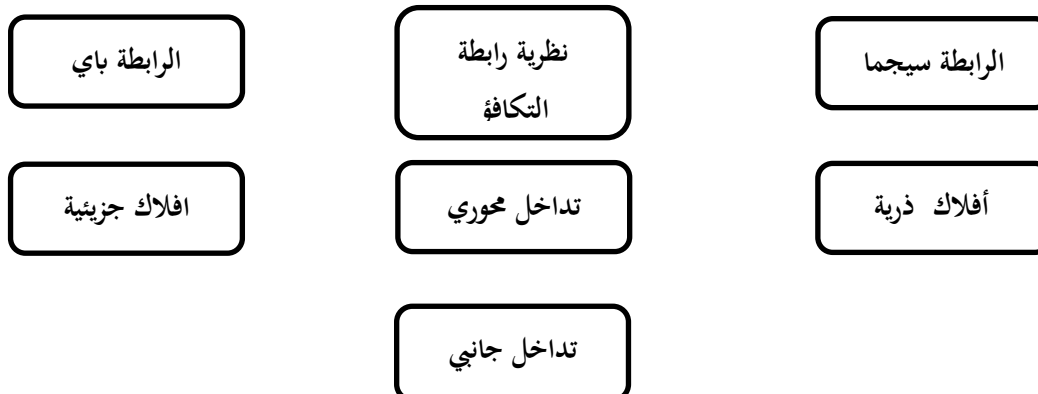 الرابطة سيجما
نظرية رابطة
التكافؤ
الرابطة باي
أفلاك ذرية
تداخل محوري
افلاك جزيئية
تداخل جانبي